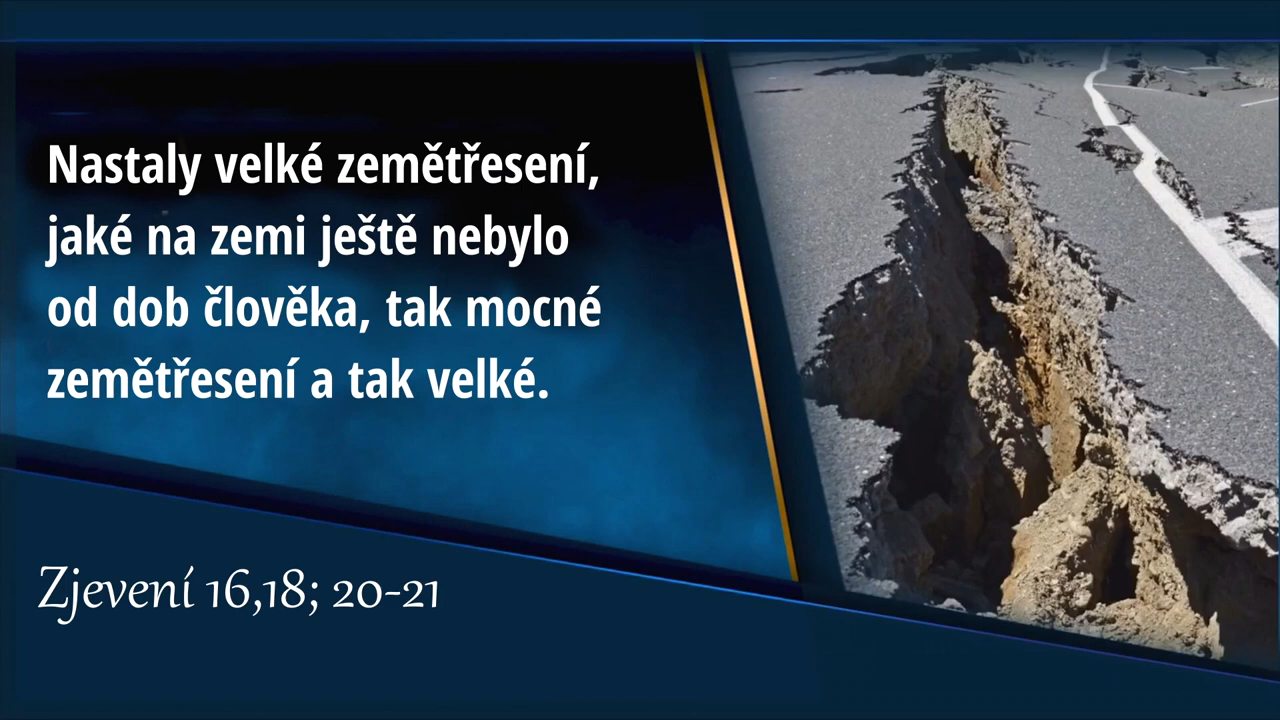 Nastaly velké zemětřesení,
jaké na zemi ještě nebylo
od dob člověka, tak mocné
zemětřesení a tak velké.
Zjevení 16,18; 20-21